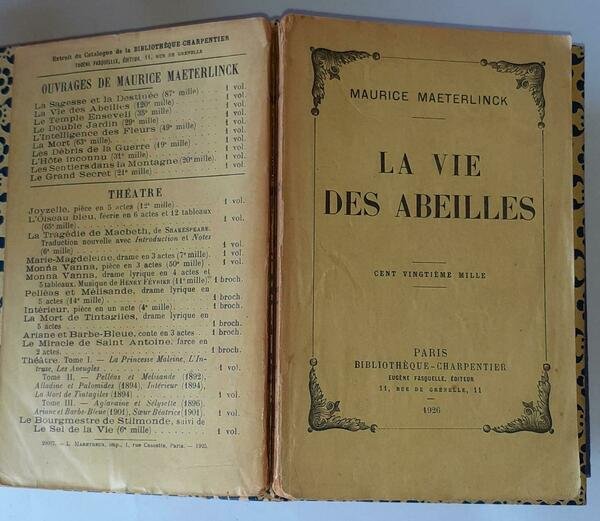 Extrait du Catalogue de la BIBLIOTHÈQUE-CHARPENTIER
EUGÈNE FASQUELLE, ÉDITEUR, 11, RUE DE GRENELLE
OUVRAGES DE MAURICE MAETERLINCK
La Sagesse et la Destinée (87e mille) 1 vol.
La Vie des Abeilles (120e mille) 1 vol.
Le Temple Enseveli (35e mille) 1 vol.
Le Double Jardin (29e mille) 1 vol.
L'Intelligence des Fleurs (49e mille) 1 vol.
La Mort (63e mille) 1 vol.
Les Débris de la Guerre (19e mille) 1 vol.
L'Hôte Inconnu (31e mille) 1 vol.
Les Sentiers dans la Montagne (20e mille) 1 vol.
Le Grand Secret (21e mille) 1 vol.
THÉATRE
Joyzelle, pièce en 5 actes (12e mille) 1 vol.
L'Oiseau bleu, féerie en 6 actes et 12 tableaux
(65e mille) 1 vol.
La Tragédie de Macbeth, de SHAKESPEARE.
Traduction nouvelle avec Introduction et Notes
(6e mille) 1 vol.
Marie-Magdeleine, drame en 3 actes (7e mille) 1 vol.
Monna Vanna, pièce en 3 actes (50e mille) 1 vol.
Monna Vanna, drame lyrique en 4 actes et
5 tableaux. Musique de HENRY FÉVRIER (11e mille). 1 broch.
Pelléas et Mélisande, drame lyrique en
5 actes (14e mille) 1 broch.
Intérieur, pièce en un acte (4e mille) 1 broch.
La Mort de Tintagiles, drame lyrique en
5 actes 1 broch.
Ariane et Barbe-Bleue, conte en 3 actes 1 broch.
Le Miracle de Saint Antoine, farce en
2 actes. 1 broch.
Théâtre. Tome I. — La Princesse Maleine, L'In-
truse, Les Aveugles 1 vol.
Tome II. — Pelléas et Mélisande (1892),
Alladine et Palomides (1894), Intérieur (1894),
La Mort de Tintagiles (1894) 1 vol.
Tome III. — Aglavaine et Sélysette (1896),
Ariane et Barbe-Bleue (1901), Sœur Béatrice (1901) 1 vol.
Le Bourgmestre de Stilmonde, suivi de
Le Sel de la Vie (6e mille) 1 vol.
L. MARETHEUX, imp., 1, rue Cassette, Paris. — 1925.
MAURICE MAETERLINCK
LA VIE
DES ABEILLES
CENT VINGTIÈME MILLE
PARIS
BIBLIOTHÈQUE-CHARPENTIER
EUGÈNE FASQUELLE, ÉDITEUR
11, RUE DE GRENELLE, 11
1926